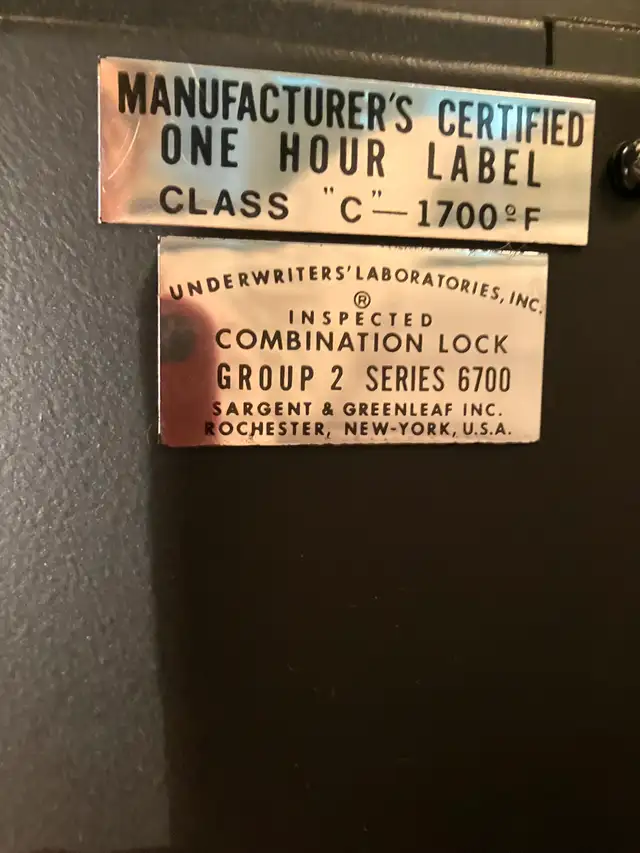 MANUFACTURER'S CERTIFIED
ONE HOUR LABEL
CLASS "C"—1700ºF
UNDERWRITERS' LABORATORIES, INC.
®
INSPECTED
COMBINATION LOCK
GROUP 2 SERIES 6700
SARGENT & GREENLEAF INC.
ROCHESTER, NEW-YORK, U.S.A.